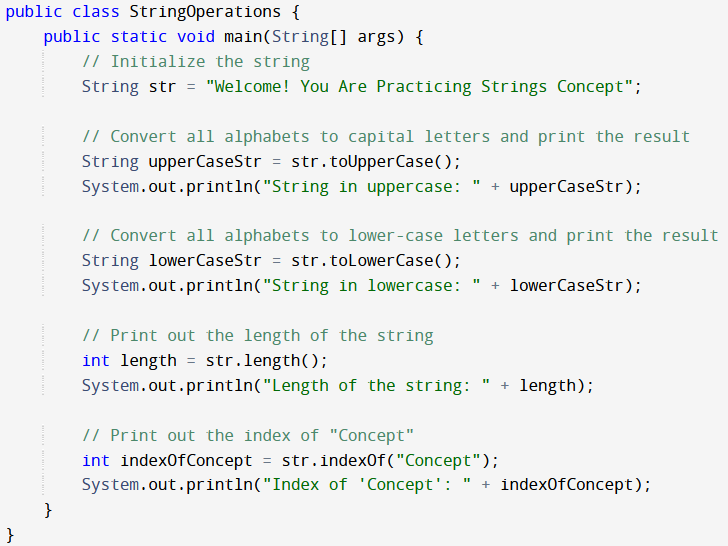 public class StringOperations {
    public static void main(String[] args) {
        // Initialize the string
        String str = "Welcome! You Are Practicing Strings Concept";

        // Convert all alphabets to capital letters and print the result
        String upperCaseStr = str.toUpperCase();
        System.out.println("String in uppercase: " + upperCaseStr);

        // Convert all alphabets to lower-case letters and print the result
        String lowerCaseStr = str.toLowerCase();
        System.out.println("String in lowercase: " + lowerCaseStr);

        // Print out the length of the string
        int length = str.length();
        System.out.println("Length of the string: " + length);

        // Print out the index of "Concept"
        int indexOfConcept = str.indexOf("Concept");
        System.out.println("Index of 'Concept': " + indexOfConcept);
    }
}